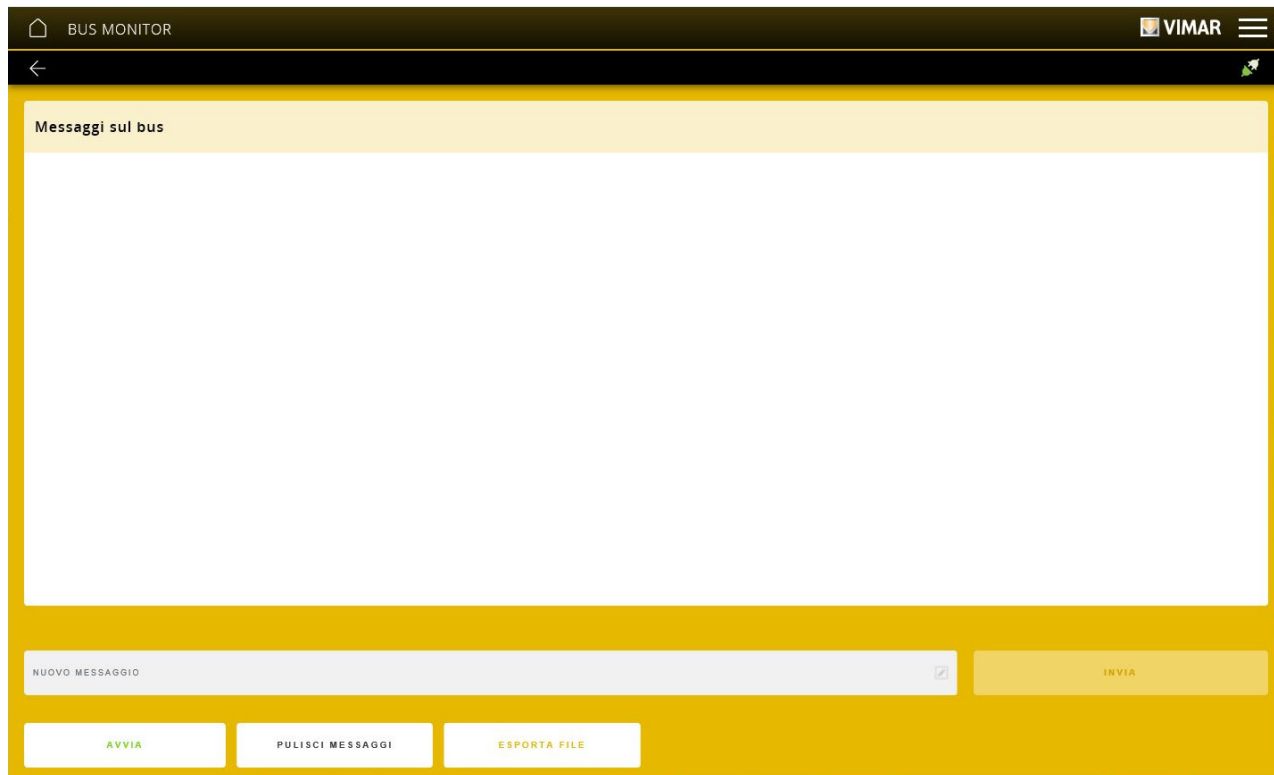 BUS MONITOR
VIMAR
Messaggi sul bus
NUOVO MESSAGGIO
INVIA
AVVIA
PULISCI MESSAGGI
ESPORTA FILE